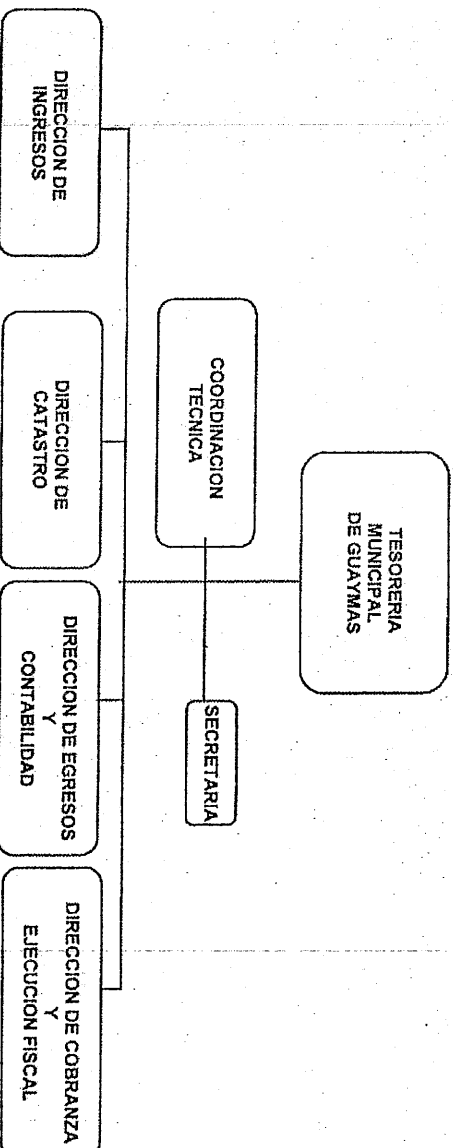 TESORERIA
MUNICIPAL
DE GUAYMAS
COORDINACION
TECNICA
SECRETARIA
DIRECCION DE
INGRESOS
DIRECCION DE
CATASTRO
DIRECCION DE EGRESOS
Y
CONTABILIDAD
DIRECCION DE COBRANZA
Y
EJECUCION FISCAL